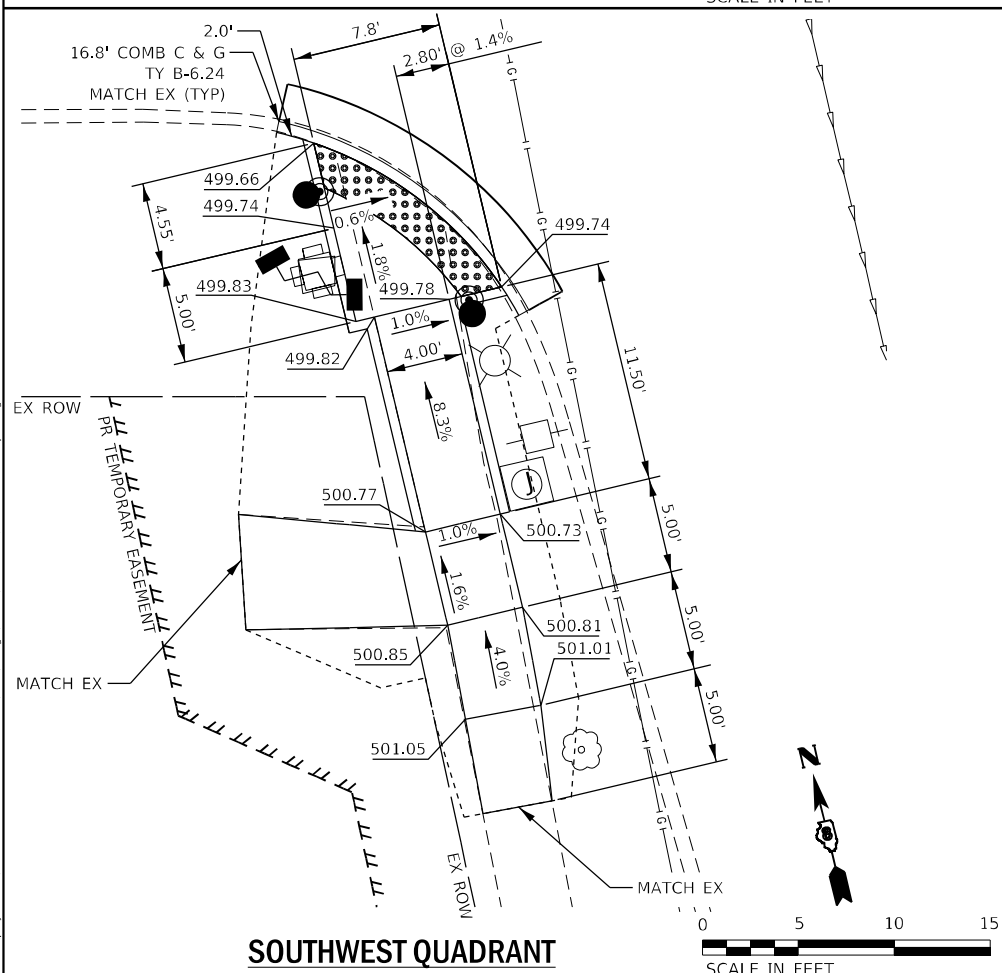 SCALE IN FEET
2.0'
16.8' COMB C & G
TY B-6.24
MATCH EX (TYP)
7.8'
2.80' @ 1.4%
G
499.66
499.74
4.55'
0.6%
G
499.74
1.8%
499.83
499.78
5.00'
1.0%
499.82
4.00'
11.50'
G
8.3%
EX ROW
PR TEMPORARY EASEMENT
500.77
J
1.0%
500.73
G
5.00'
1.6%
500.81
500.85
4.0%
501.01
5.00'
G
MATCH EX
5.00'
501.05
N
8
G
EX ROW
MATCH EX
SOUTHWEST QUADRANT
0 5 10 15
SCALE IN FEET